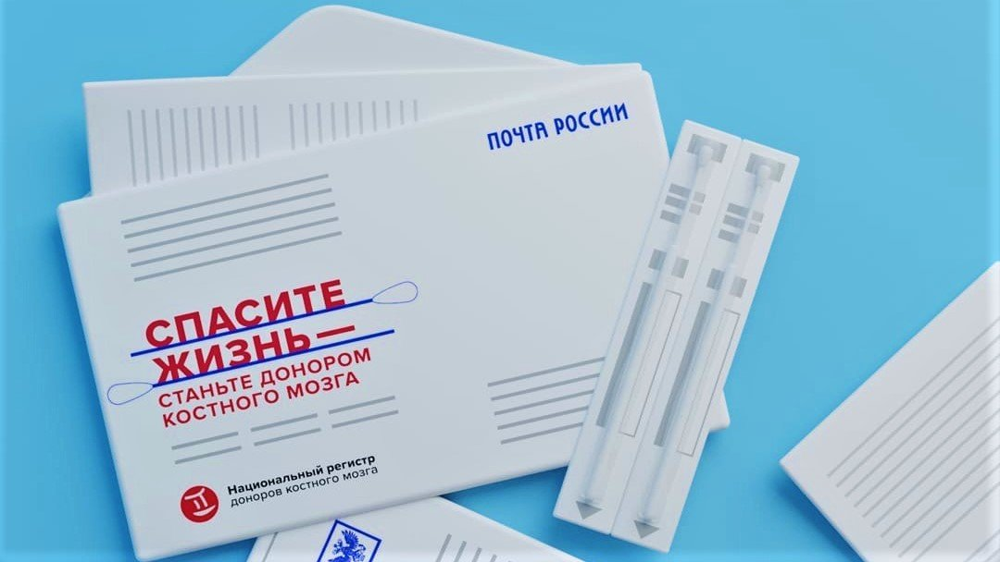 ПОЧТА РОССИИ
СПАСИТЕ
ЖИЗНЬ —
СТАНЬТЕ ДОНОРОМ
КОСТНОГО МОЗГА
Национальный регистр
доноров костного мозга